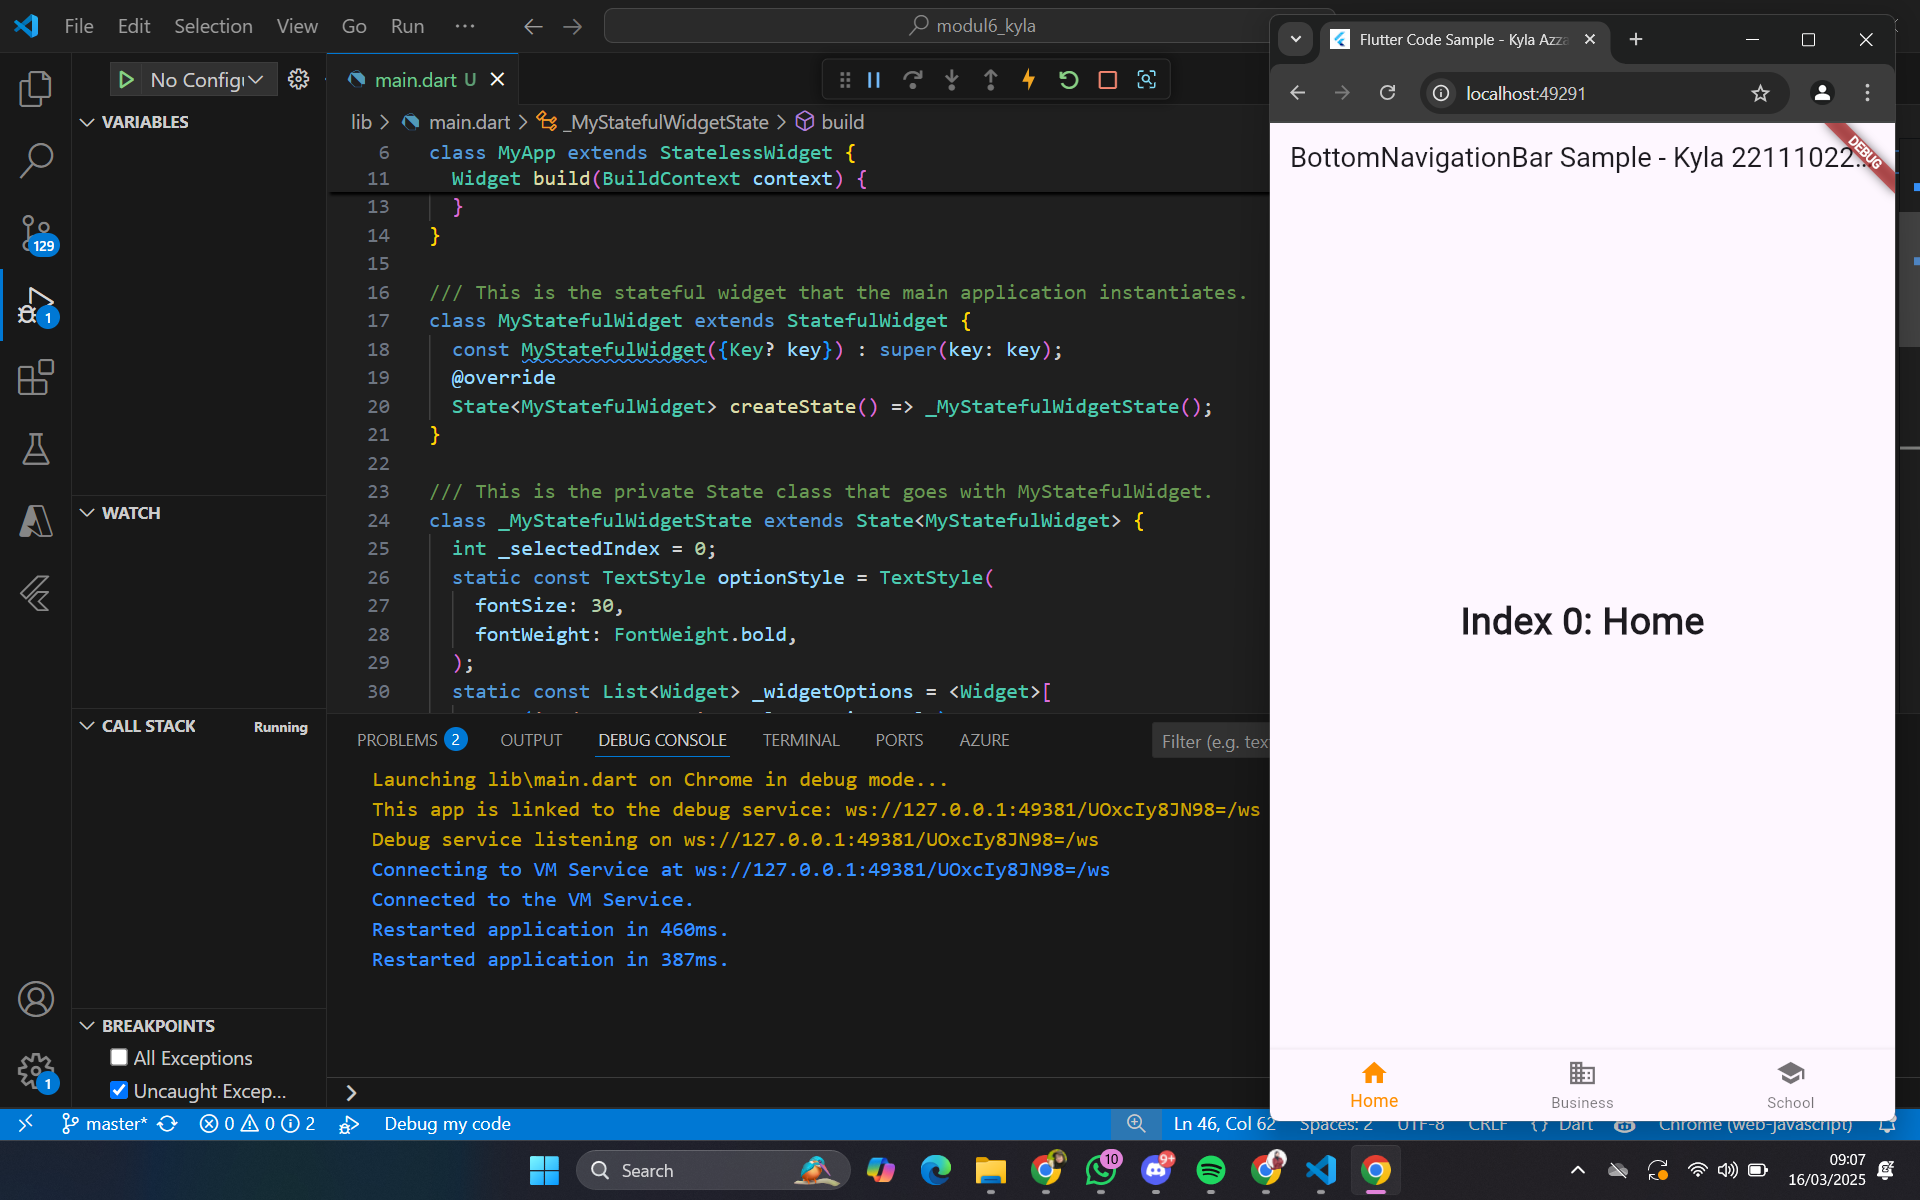 File Edit Selection View Go Run ···
modul6_kyla
No Config
main.dart U
VARIABLES
lib > main.dart > _MyStatefulWidgetState > build
6 class MyApp extends StatelessWidget {
11 Widget build(BuildContext context) {
13 }
14 }
15
16 /// This is the stateful widget that the main application instantiates.
17 class MyStatefulWidget extends StatefulWidget {
18 const MyStatefulWidget({Key? key}) : super(key: key);
19 @override
20 State<MyStatefulWidget> createState() => _MyStatefulWidgetState();
21 }
22
23 /// This is the private State class that goes with MyStatefulWidget.
24 class _MyStatefulWidgetState extends State<MyStatefulWidget> {
25 int _selectedIndex = 0;
26 static const TextStyle optionStyle = TextStyle(
27 fontSize: 30,
28 fontWeight: FontWeight.bold,
29 );
30 static const List<Widget> _widgetOptions = <Widget>[
129
1
WATCH
CALL STACK Running
BREAKPOINTS
All Exceptions
Uncaught Excep...
1
PROBLEMS 2 OUTPUT DEBUG CONSOLE TERMINAL PORTS AZURE
Filter (e.g. tex
Launching lib\main.dart on Chrome in debug mode...
This app is linked to the debug service: ws://127.0.0.1:49381/UOxcIy8JN98=/ws
Debug service listening on ws://127.0.0.1:49381/UOxcIy8JN98=/ws
Connecting to VM Service at ws://127.0.0.1:49381/UOxcIy8JN98=/ws
Connected to the VM Service.
Restarted application in 460ms.
Restarted application in 387ms.
Flutter Code Sample - Kyla Azza
localhost:49291
BottomNavigationBar Sample - Kyla 22111022...
DEBUG
Index 0: Home
Home
Business
School
master* 0 0 2 Debug my code Ln 46, Col 62 Spaces: 2 UTF-8 CRLF {} Dart Chrome (web-javascript)
Search
10
9+
09:07
16/03/2025